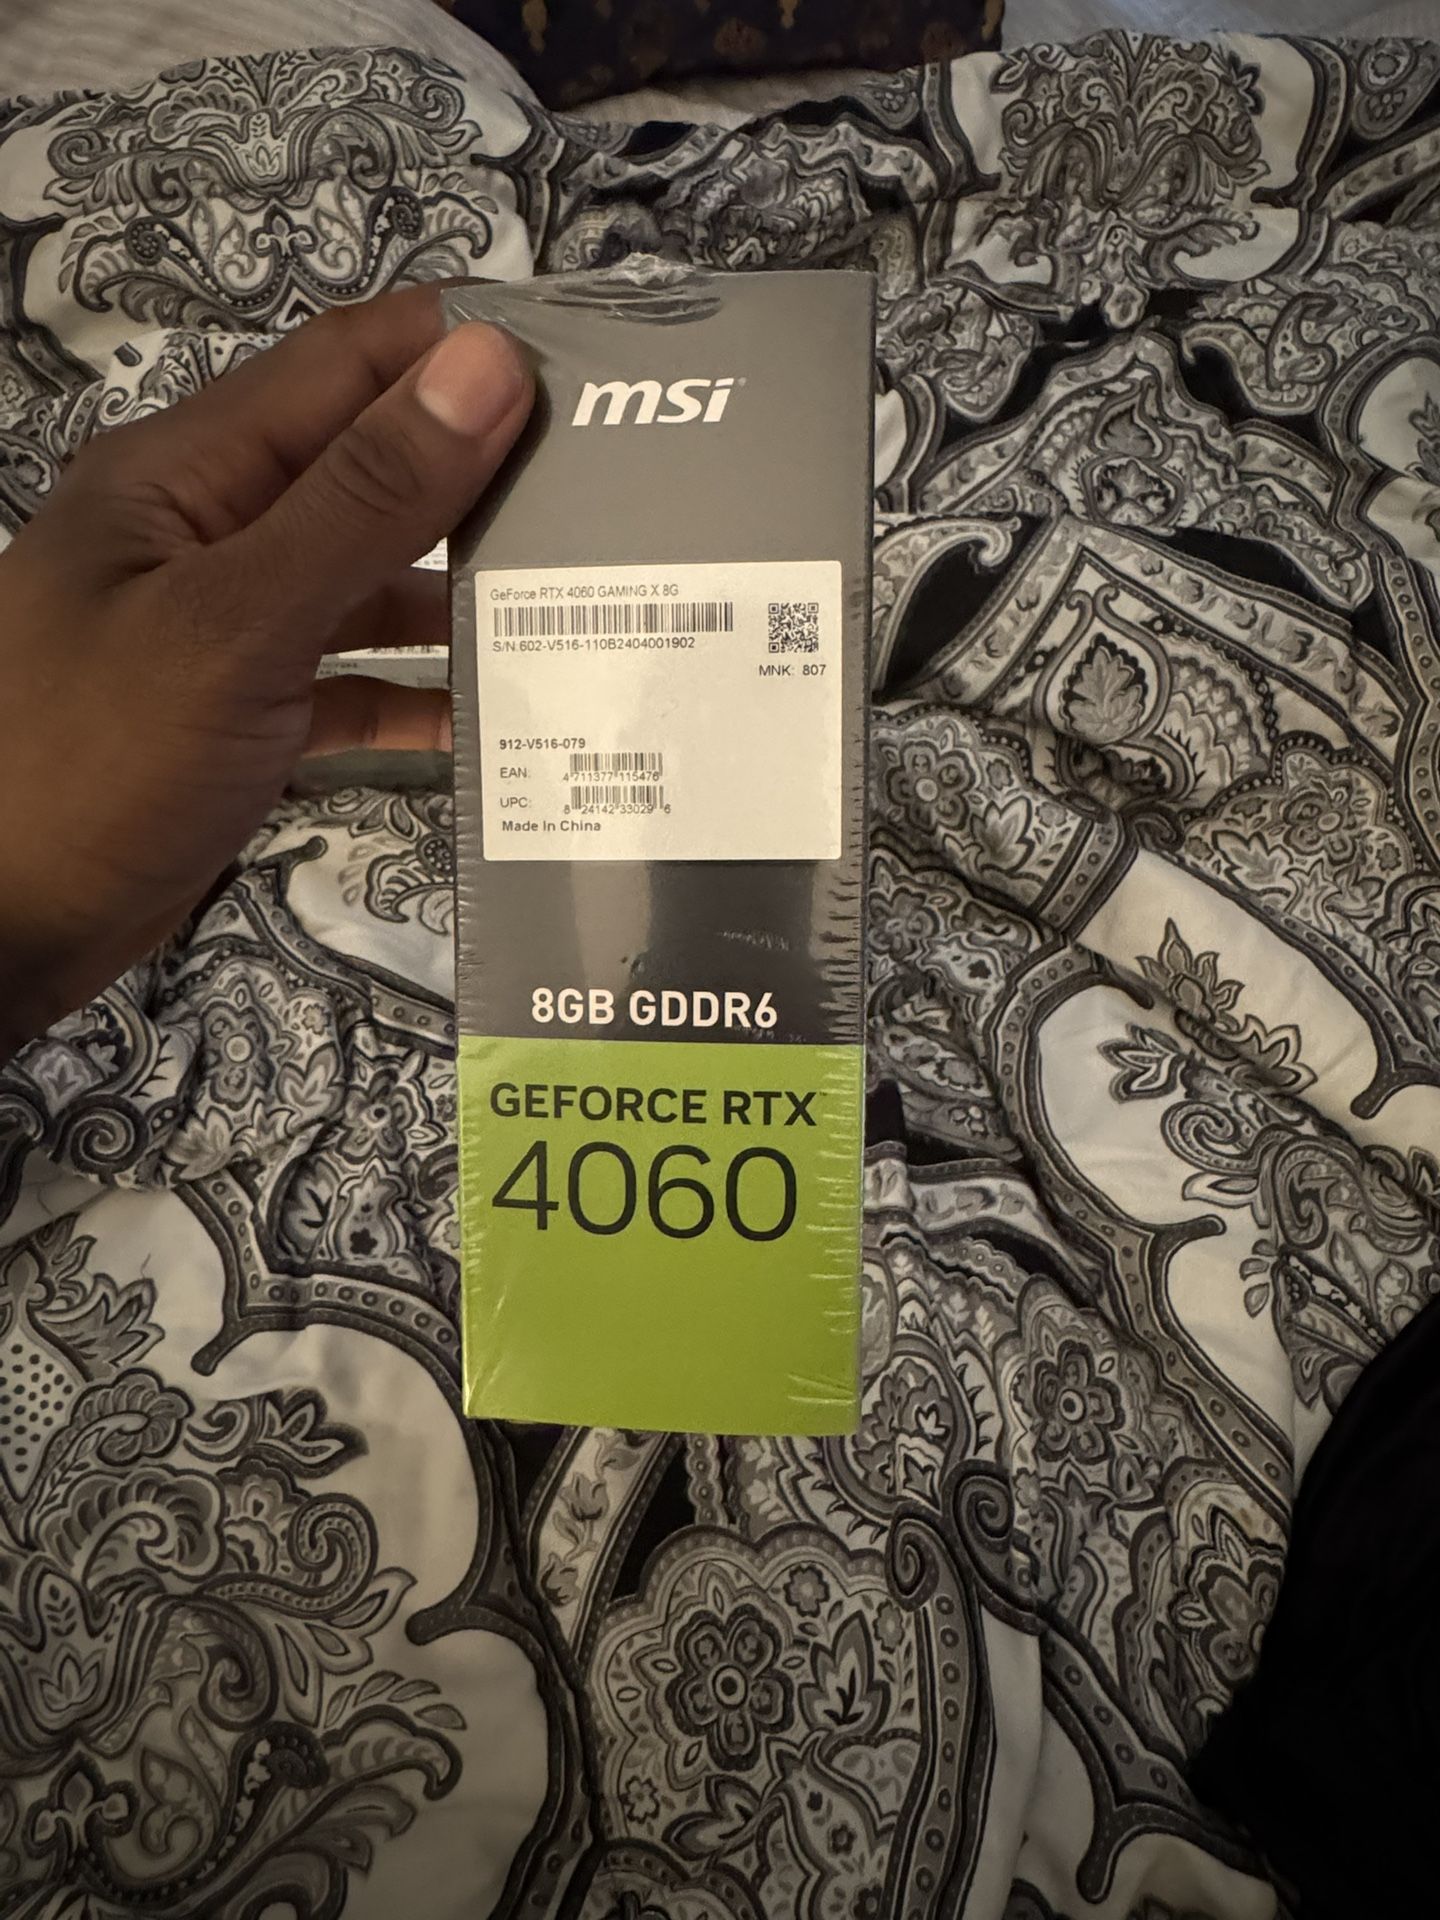 msi
GeForce RTX 4060 GAMING X 8G
S/N:602-V516-110B2404001902
MNK: 807
912-V516-079
EAN: 4 711377 115476
UPC: 8 24142 33029 6
Made In China
8GB GDDR6
GEFORCE RTX™
4060